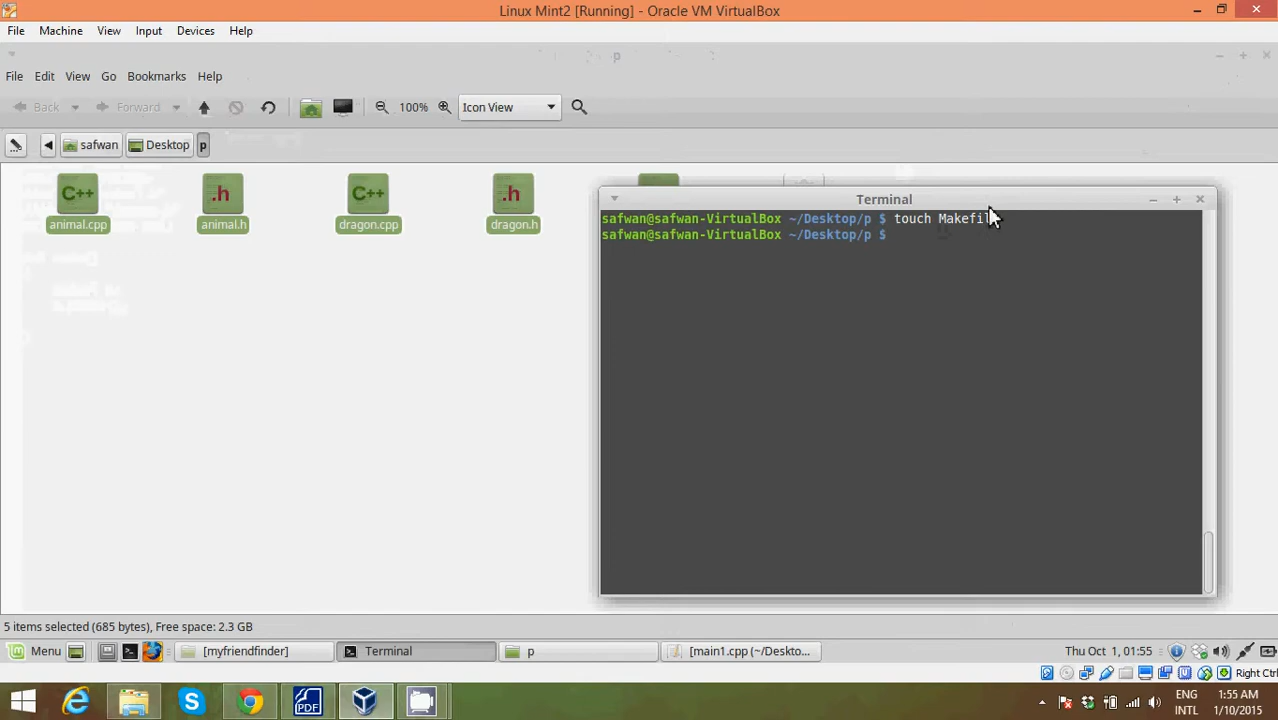 Linux Mint2 [Running] - Oracle VM VirtualBox
File Machine View Input Devices Help
p
File Edit View Go Bookmarks Help
Back Forward 100% Icon View
safwan Desktop p
C++ .h C++ .h
animal.cpp animal.h dragon.cpp dragon.h
Terminal
safwan@safwan-VirtualBox ~/Desktop/p $ touch Makefil
safwan@safwan-VirtualBox ~/Desktop/p $
5 items selected (685 bytes), Free space: 2.3 GB
Menu [myfriendfinder] Terminal p [main1.cpp (~/Deskto... Thu Oct 1, 01:55
Right Ctrl
PDF
ENG 1:55 AM
INTL 1/10/2015